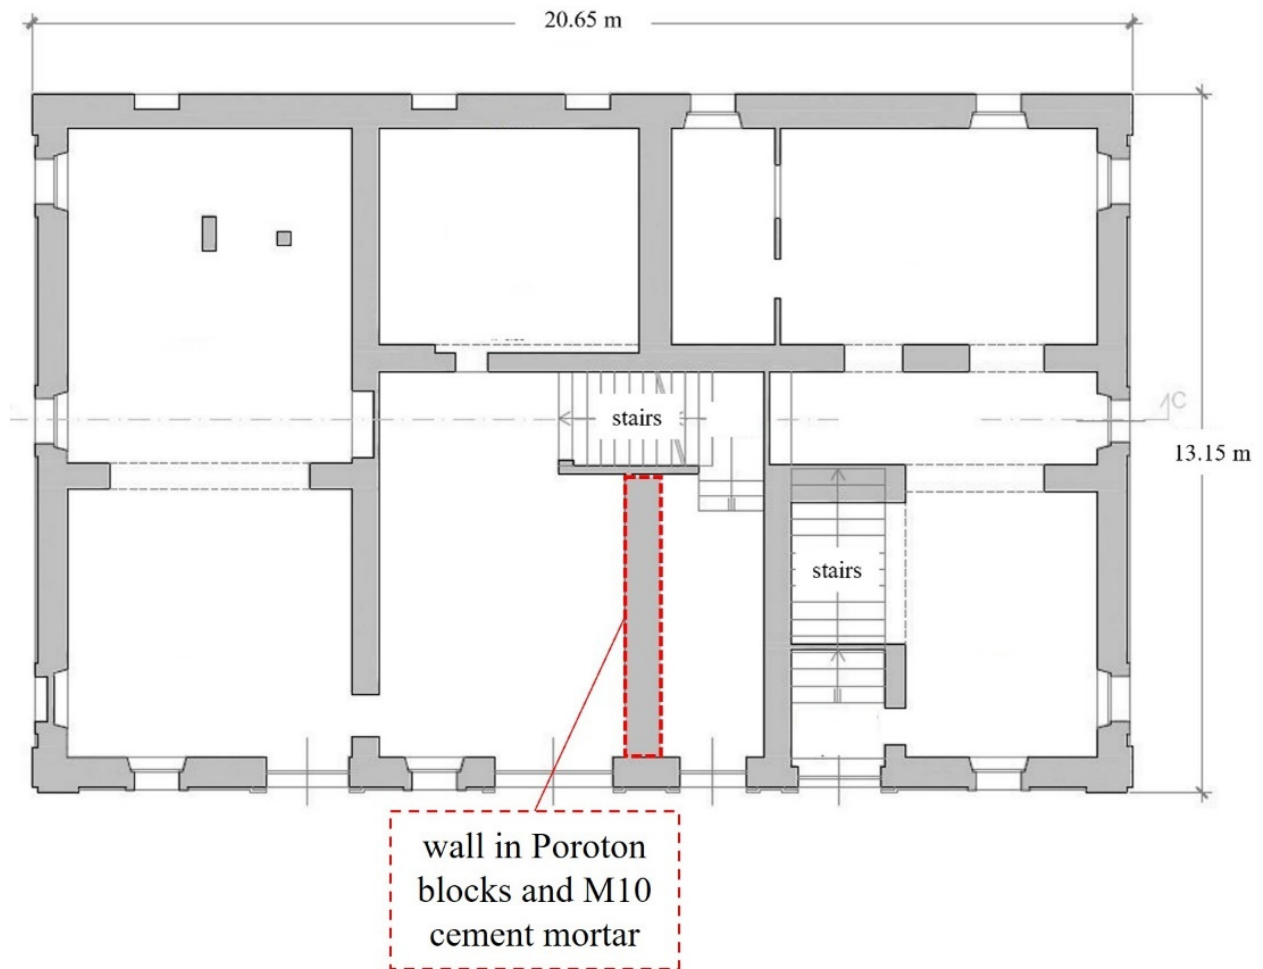 20.65 m
stairs
C
13.15 m
stairs
wall in Poroton
blocks and M10
cement mortar